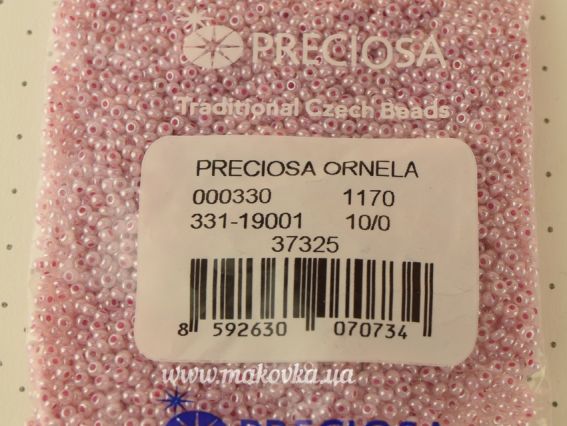 PRECIOSA
Traditional Czech Beads
PRECIOSA ORNELA
000330 1170
331-19001 10/0
37325
8 592630 070734
www.makovka.ua
PRECIOSA